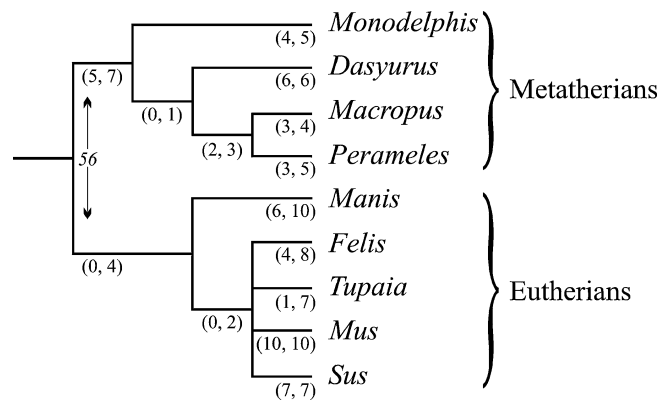 Monodelphis
(4, 5)
(5, 7)
Dasyurus
(6, 6)
(0, 1)
Macropus
(3, 4)
(2, 3)
Perameles
(3, 5)
Metatherians
56
Manis
(6, 10)
(0, 4)
Felis
(4, 8)
Tupaia
(1, 7)
(0, 2)
Mus
(10, 10)
Sus
(7, 7)
Eutherians